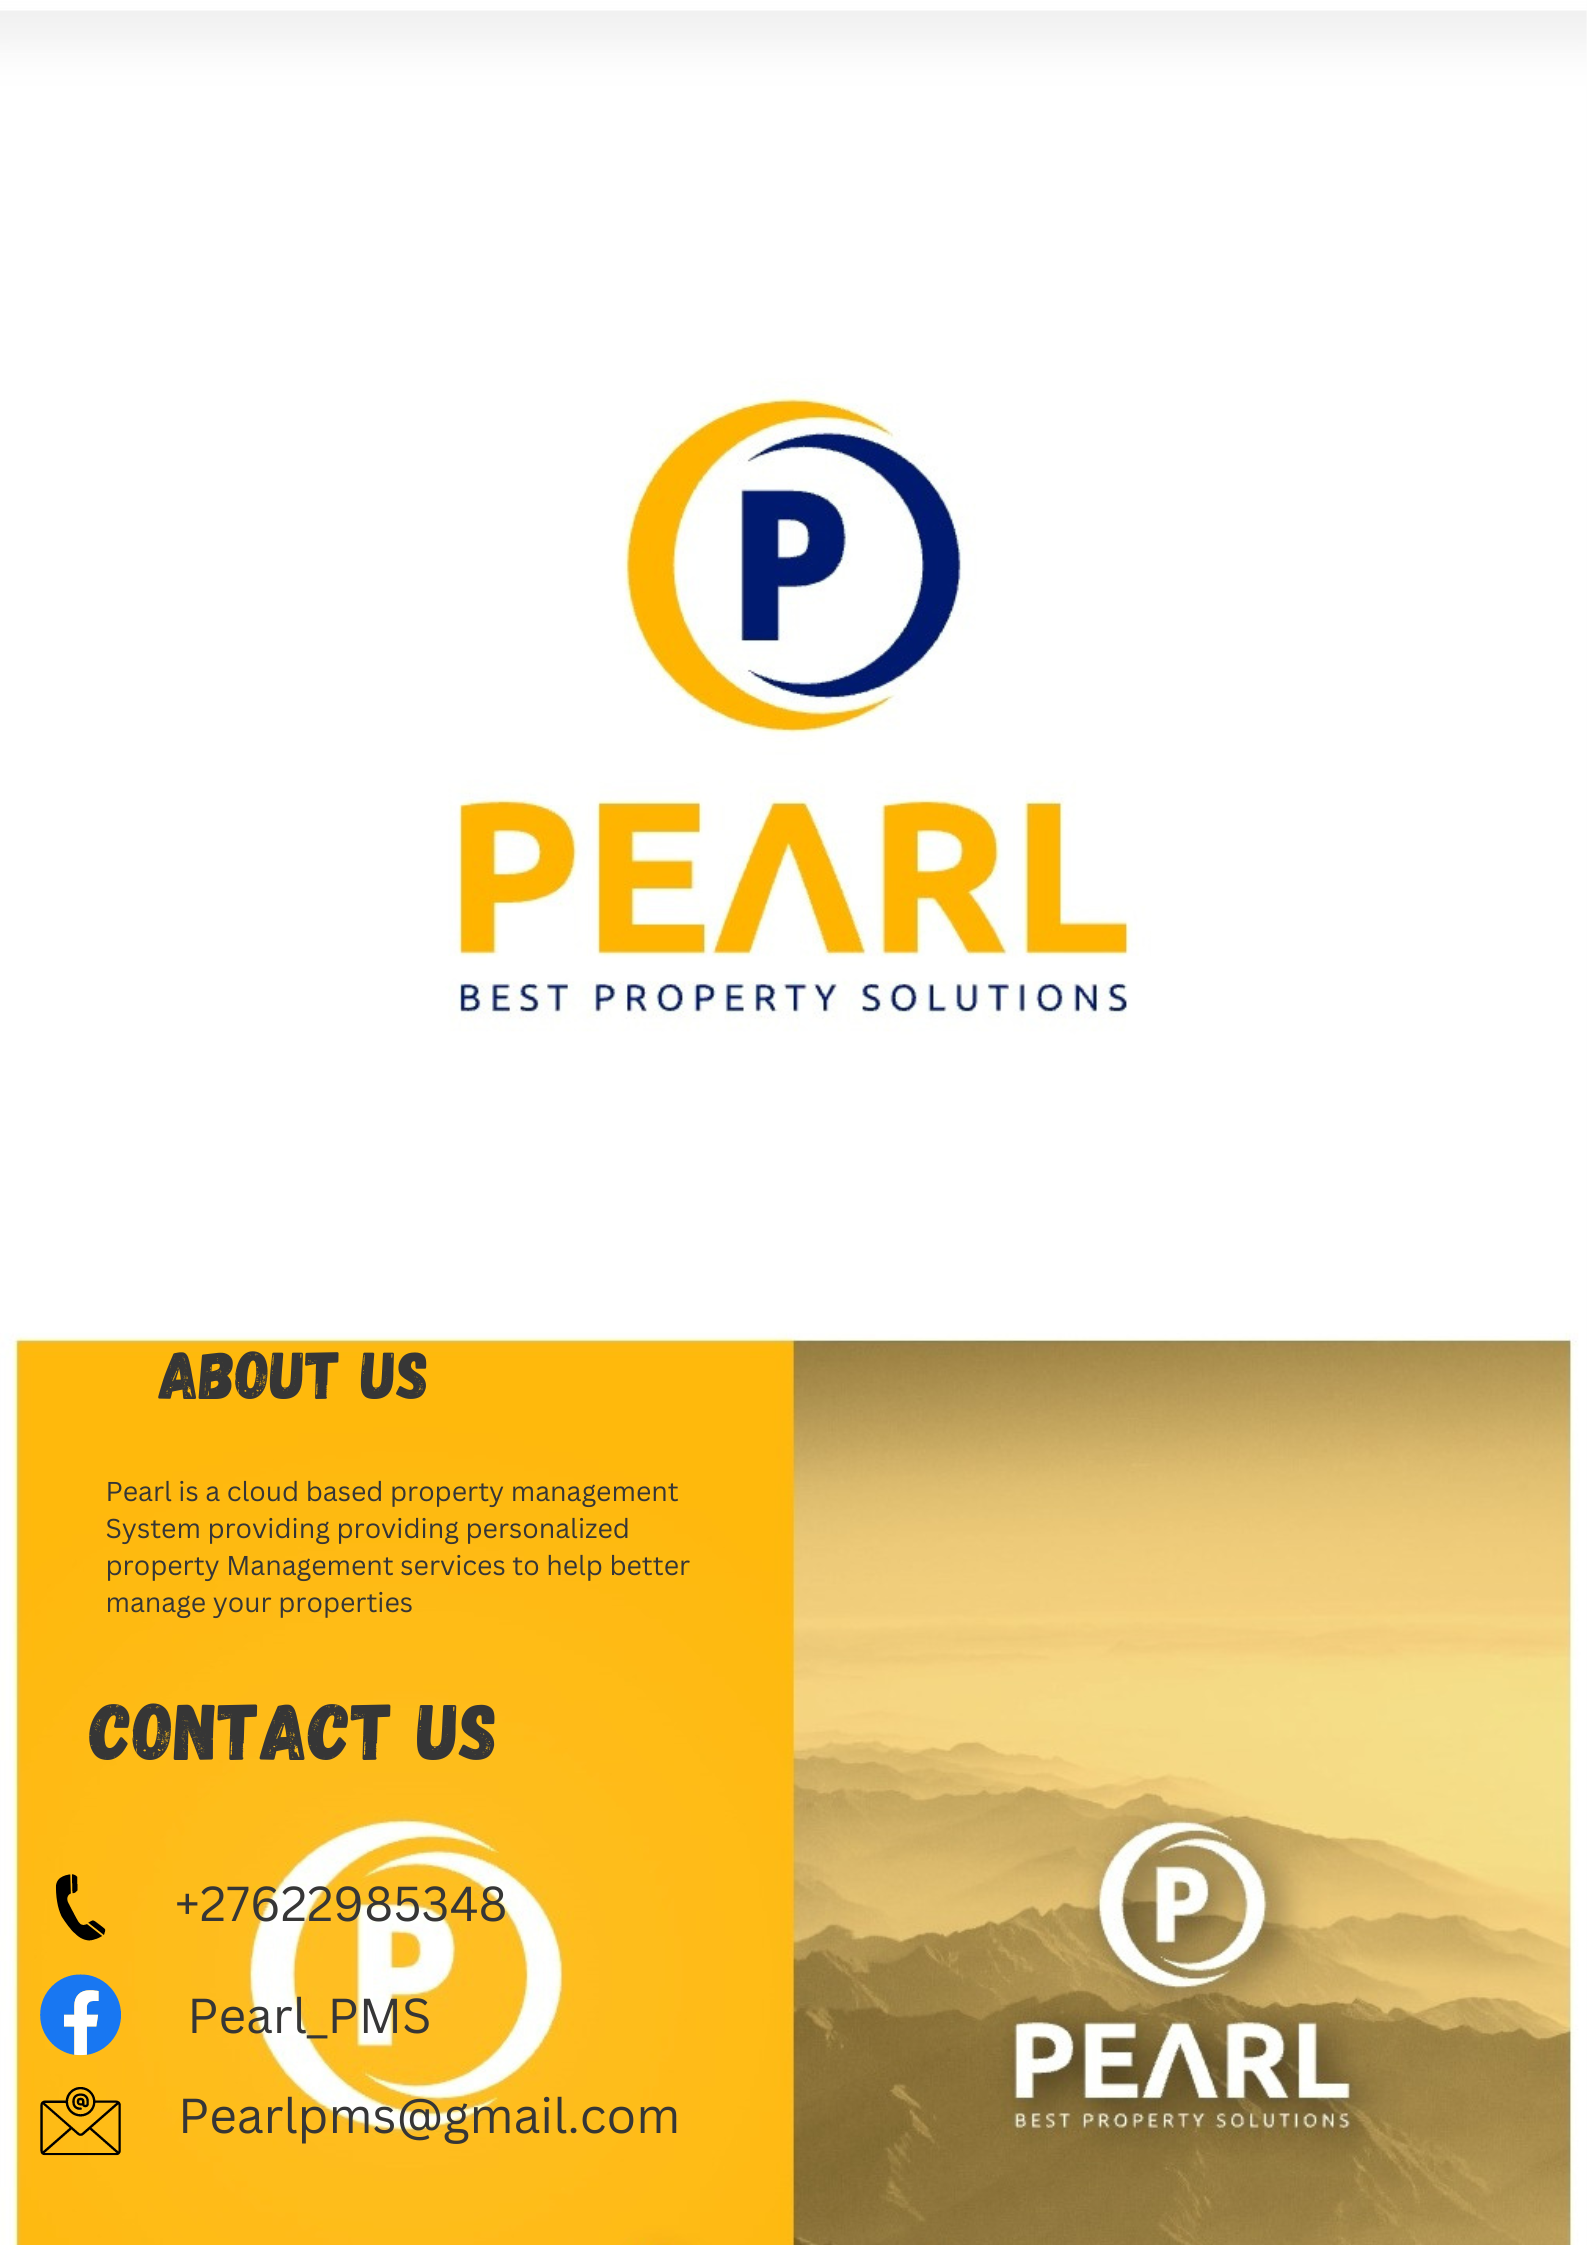 P
PEARL
BEST PROPERTY SOLUTIONS
ABOUT US
Pearl is a cloud based property management
System providing providing personalized
property Management services to help better
manage your properties
CONTACT US
P
+27622985348
Pearl_PMS
@
Pearlpms@gmail.com
P
PEARL
BEST PROPERTY SOLUTIONS